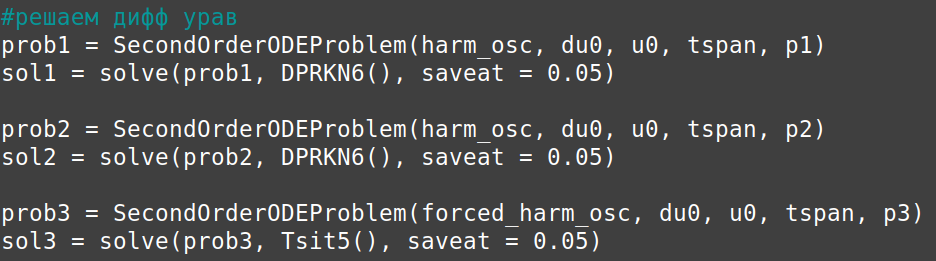 #решаем дифф урав
prob1 = SecondOrderODEProblem(harm_osc, du0, u0, tspan, p1)
sol1 = solve(prob1, DPRKN6(), saveat = 0.05)
prob2 = SecondOrderODEProblem(harm_osc, du0, u0, tspan, p2)
sol2 = solve(prob2, DPRKN6(), saveat = 0.05)
prob3 = SecondOrderODEProblem(forced_harm_osc, du0, u0, tspan, p3)
sol3 = solve(prob3, Tsit5(), saveat = 0.05)